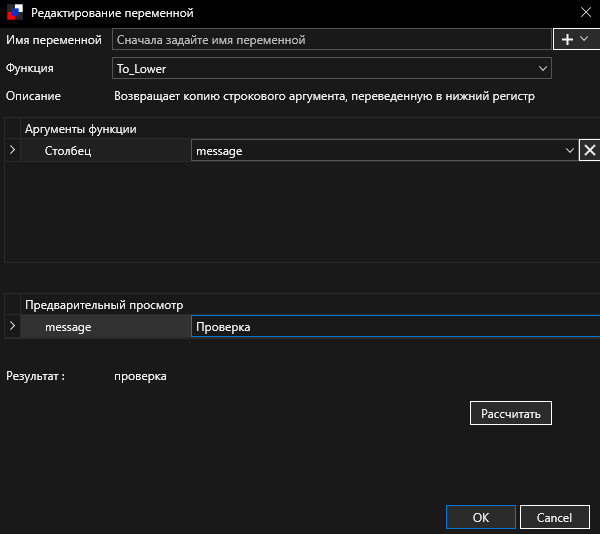 Редактирование переменной
Имя переменной Сначала задайте имя переменной
Функция To_Lower
Описание Возвращает копию строкового аргумента, переведенную в нижний регистр
Аргументы функции
Столбец message
Предварительный просмотр
message Проверка
Результат : проверка
Рассчитать
OK Cancel